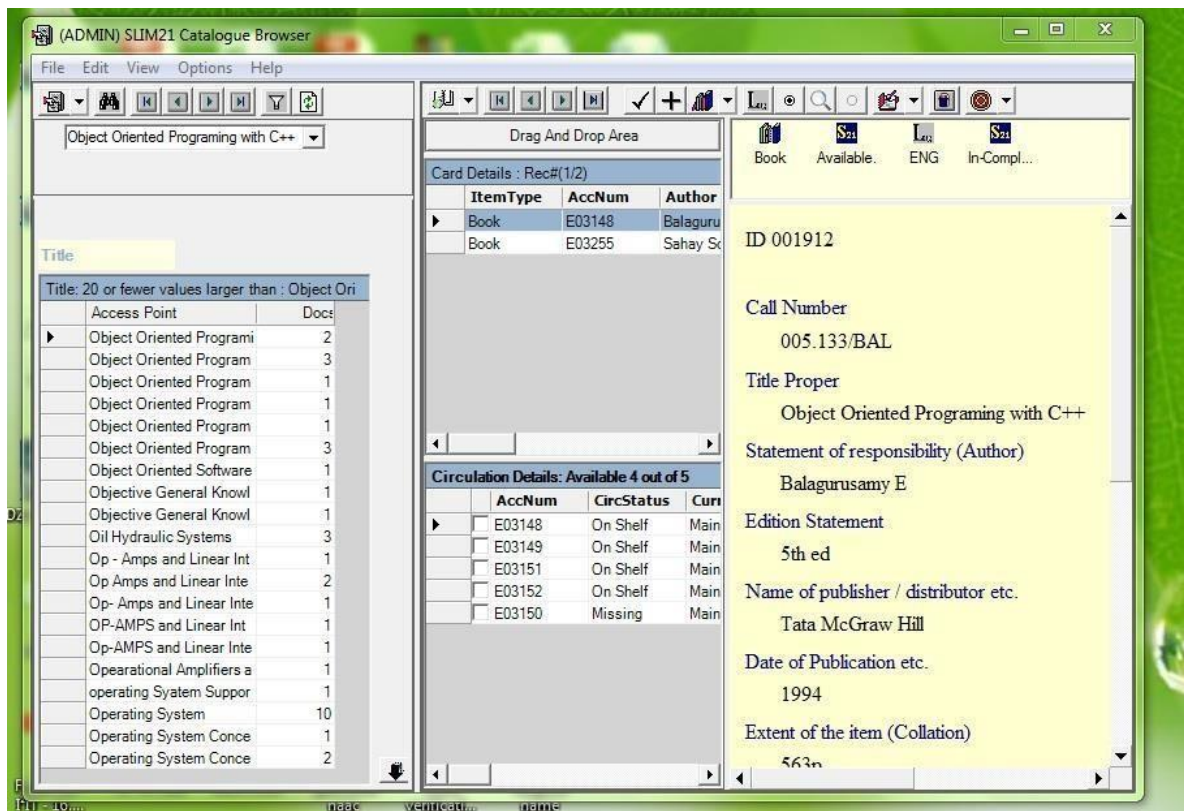 (ADMIN) SLIM21 Catalogue Browser
File Edit View Options Help
Object Oriented Programing with C++
Title
Title: 20 or fewer values larger than : Object Ori
Access Point Docs
Object Oriented Programi 2
Object Oriented Program 3
Object Oriented Program 1
Object Oriented Program 1
Object Oriented Program 1
Object Oriented Program 3
Object Oriented Software 1
Objective General Knowl 1
Objective General Knowl 1
Oil Hydraulic Systems 3
Op - Amps and Linear Int 1
Op Amps and Linear Inte 2
Op- Amps and Linear Inte 1
OP-AMPS and Linear Int 1
Op-AMPS and Linear Inte 1
Opearational Amplifiers a 1
operating Syatem Suppor 1
Operating System 10
Operating System Conce 1
Operating System Conce 2
Drag And Drop Area
Card Details : Rec#(1/2)
ItemType AccNum Author
Book E03148 Balaguru
Book E03255 Sahay So
Circulation Details: Available 4 out of 5
AccNum CircStatus Curr
E03148 On Shelf Main
E03149 On Shelf Main
E03151 On Shelf Main
E03152 On Shelf Main
E03150 Missing Main
Book Available. ENG In-Compl...
ID 001912
Call Number
005.133/BAL
Title Proper
Object Oriented Programing with C++
Statement of responsibility (Author)
Balagurusamy E
Edition Statement
5th ed
Name of publisher / distributor etc.
Tata McGraw Hill
Date of Publication etc.
1994
Extent of the item (Collation)
563p
naac verificati... name